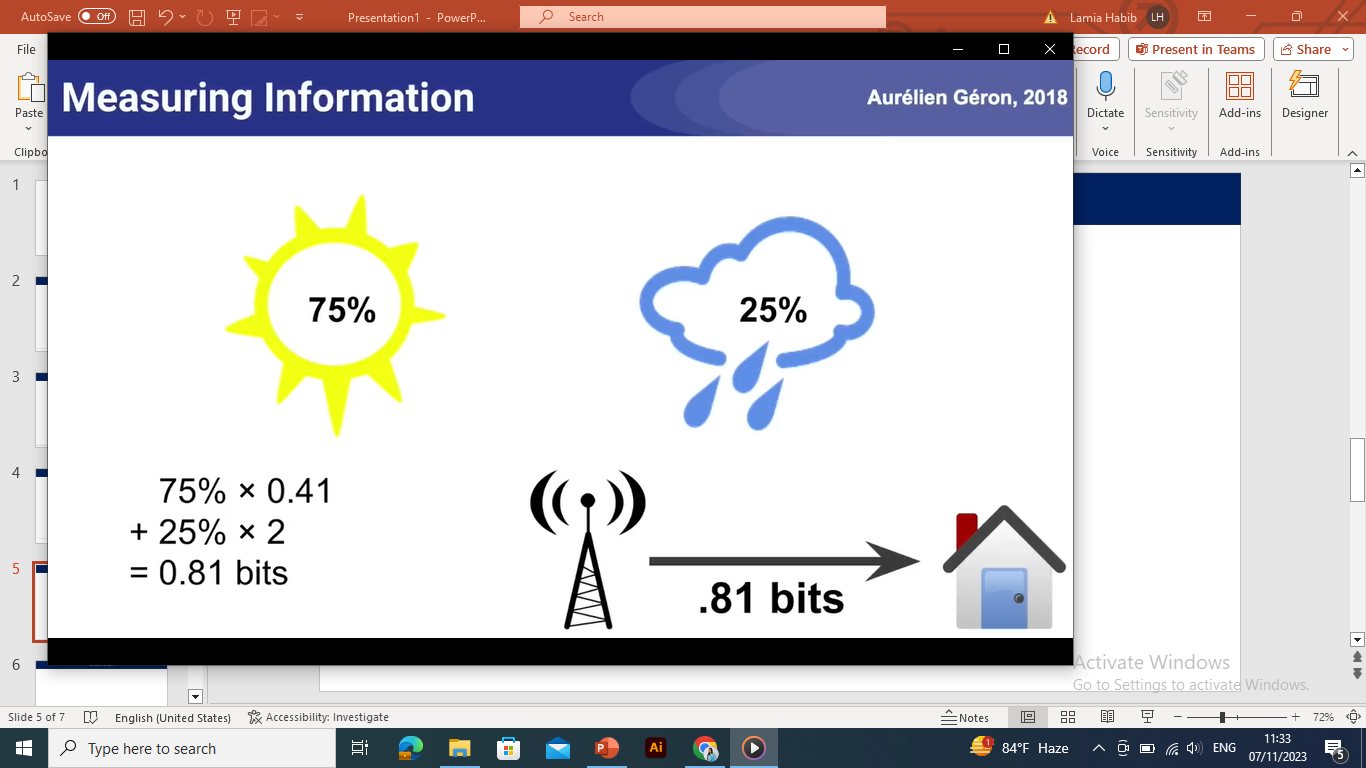 AutoSave Off Presentation1 - PowerP... Search Lamia Habib LH
File Record Present in Teams Share
Measuring Information
Aurélien Géron, 2018
Paste
Dictate
Sensitivity
Add-ins
Designer
Clipbo
Voice
Sensitivity
Add-ins
1
2
3
4
5
6
75%
25%
75% × 0.41
+ 25% × 2
= 0.81 bits
.81 bits
Activate Windows
Go to Settings to activate Windows.
Slide 5 of 7 English (United States) Accessibility: Investigate Notes 72%
Type here to search
Ai
1
84°F Haze
ENG
11:33
07/11/2023
5